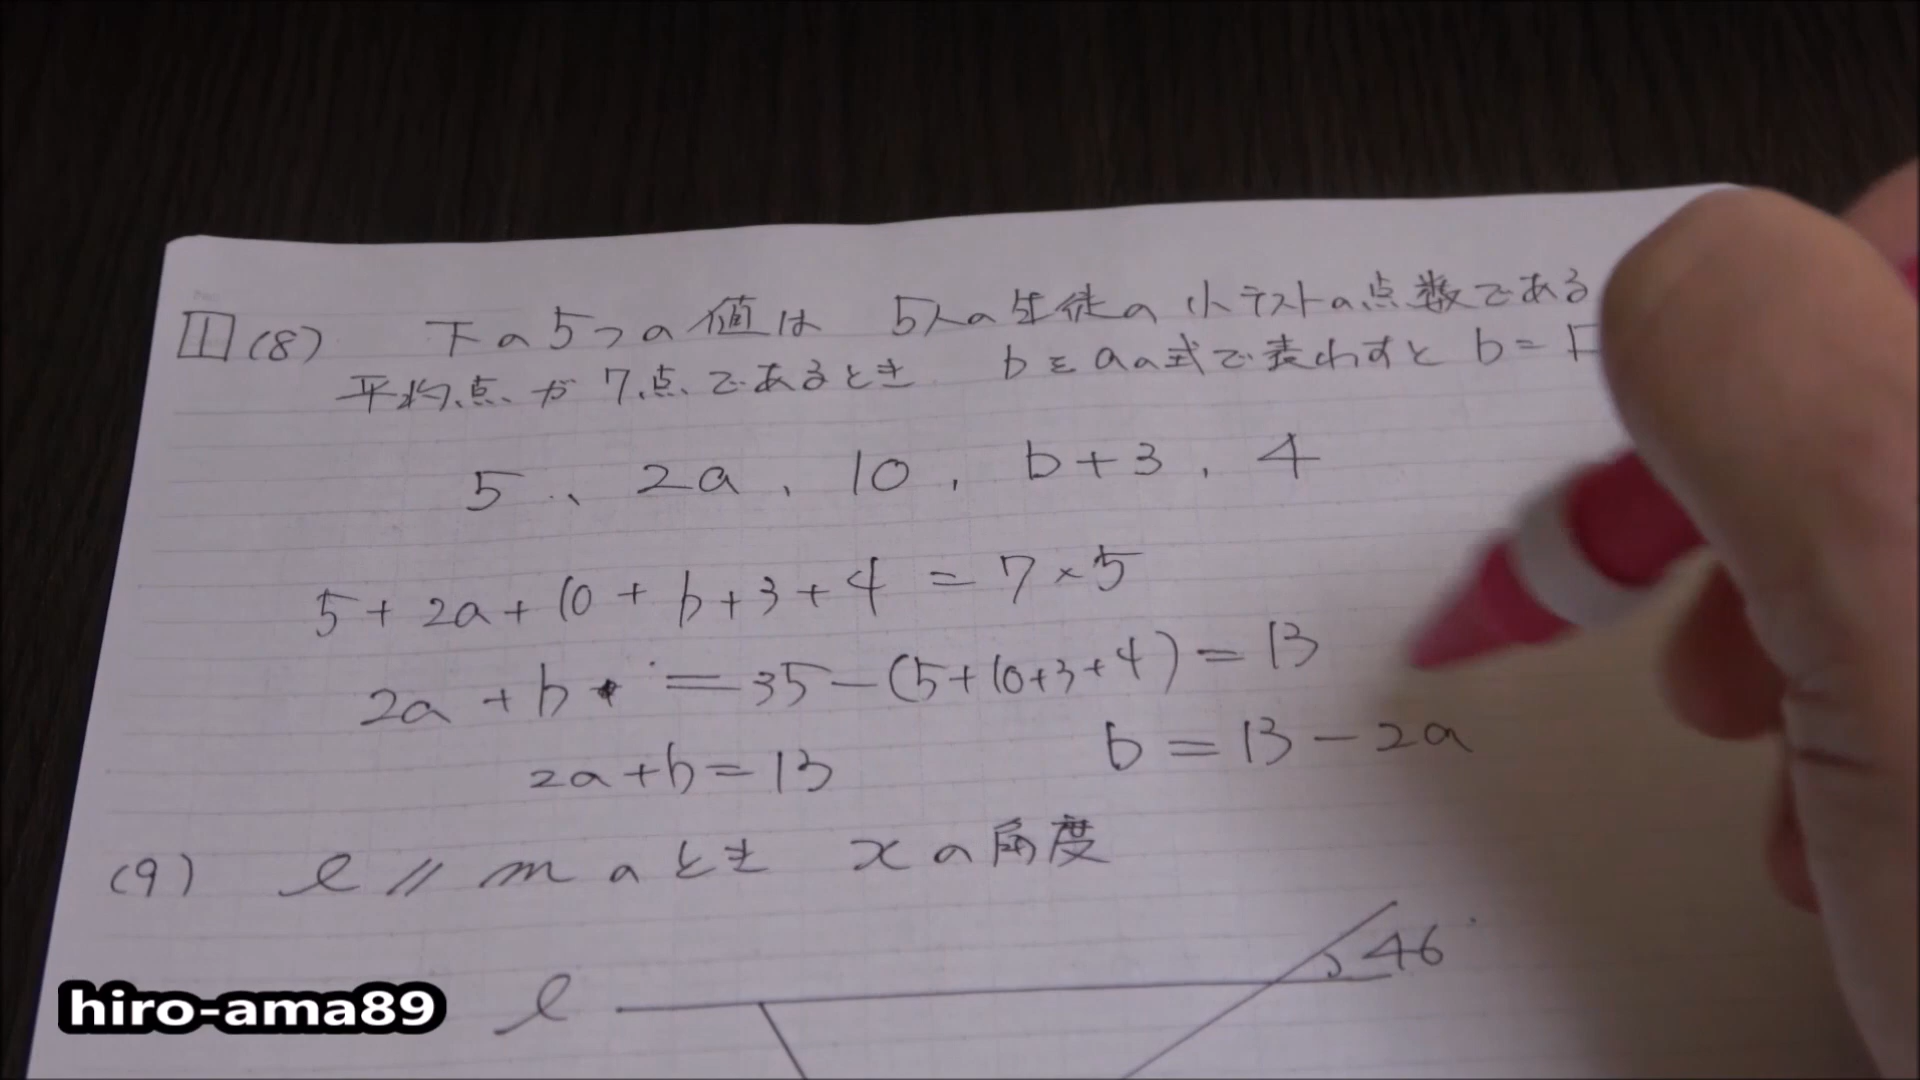 1 (8) 下の5つの値は 5人の生徒の小テストの点数である
平均点が7点であるとき bをaの式で表わすと b=
5、2a、10、b+3、4
5+2a+10+b+3+4=7×5
2a+b=35-(5+10+3+4)=13
2a+b=13 b=13-2a
(9) l//mのとき xの角度
46°
l
hiro-ama89